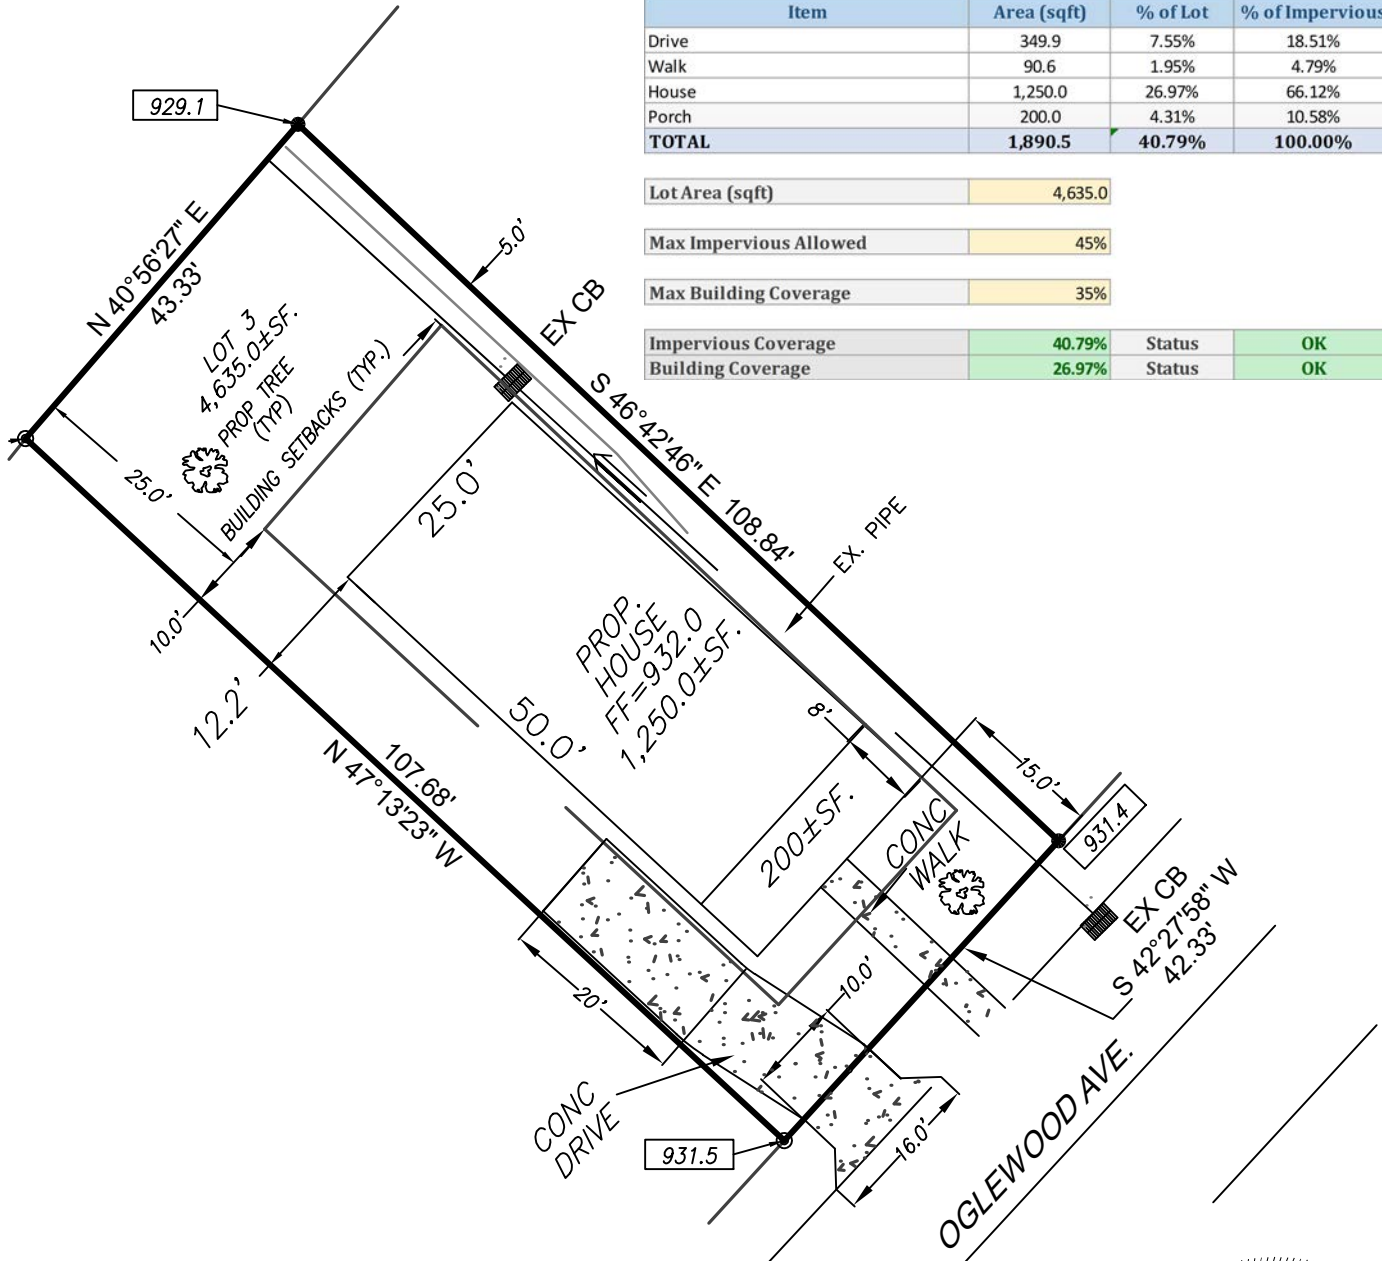 Item Area (sqft) % of Lot % of Impervious
Drive 349.9 7.55% 18.51%
Walk 90.6 1.95% 4.79%
House 1,250.0 26.97% 66.12%
Porch 200.0 4.31% 10.58%
TOTAL 1,890.5 40.79% 100.00%
Lot Area (sqft) 4,635.0
Max Impervious Allowed 45%
Max Building Coverage 35%
Impervious Coverage 40.79% Status OK
Building Coverage 26.97% Status OK
929.1
N 40°56'27" E
43.33'
LOT 3
4,635.0±SF.
PROP TREE
(TYP)
BUILDING SETBACKS (TYP.)
5.0'
EX CB
S 46°42'46" E 108.84'
EX. PIPE
25.0'
25.0'
10.0'
12.2'
50.0'
PROP.
HOUSE
FF=932.0
1,250.0±SF.
107.68'
N 47°13'23" W
8'
200±SF.
CONC
WALK
15.0'
931.4
EX CB
S 42°27'58" W
42.33'
20'
10.0'
CONC
DRIVE
931.5
16.0'
OGLEWOOD AVE.